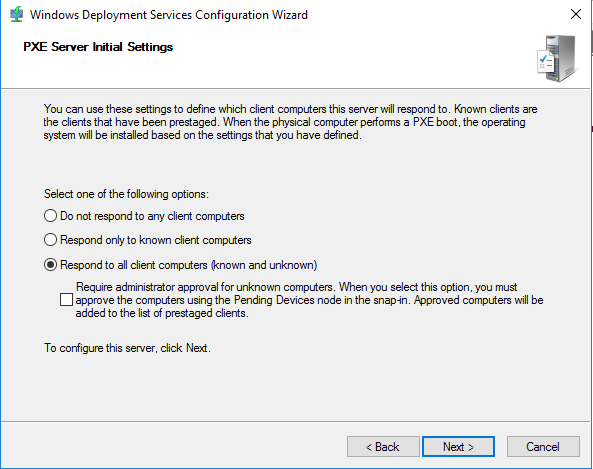 Windows Deployment Services Configuration Wizard
PXE Server Initial Settings
You can use these settings to define which client computers this server will respond to. Known clients are
the clients that have been prestaged. When the physical computer performs a PXE boot, the operating
system will be installed based on the settings that you have defined.
Select one of the following options:
Do not respond to any client computers
Respond only to known client computers
Respond to all client computers (known and unknown)
Require administrator approval for unknown computers. When you select this option, you must
approve the computers using the Pending Devices node in the snap-in. Approved computers will be
added to the list of prestaged clients.
To configure this server, click Next.
< Back
Next >
Cancel